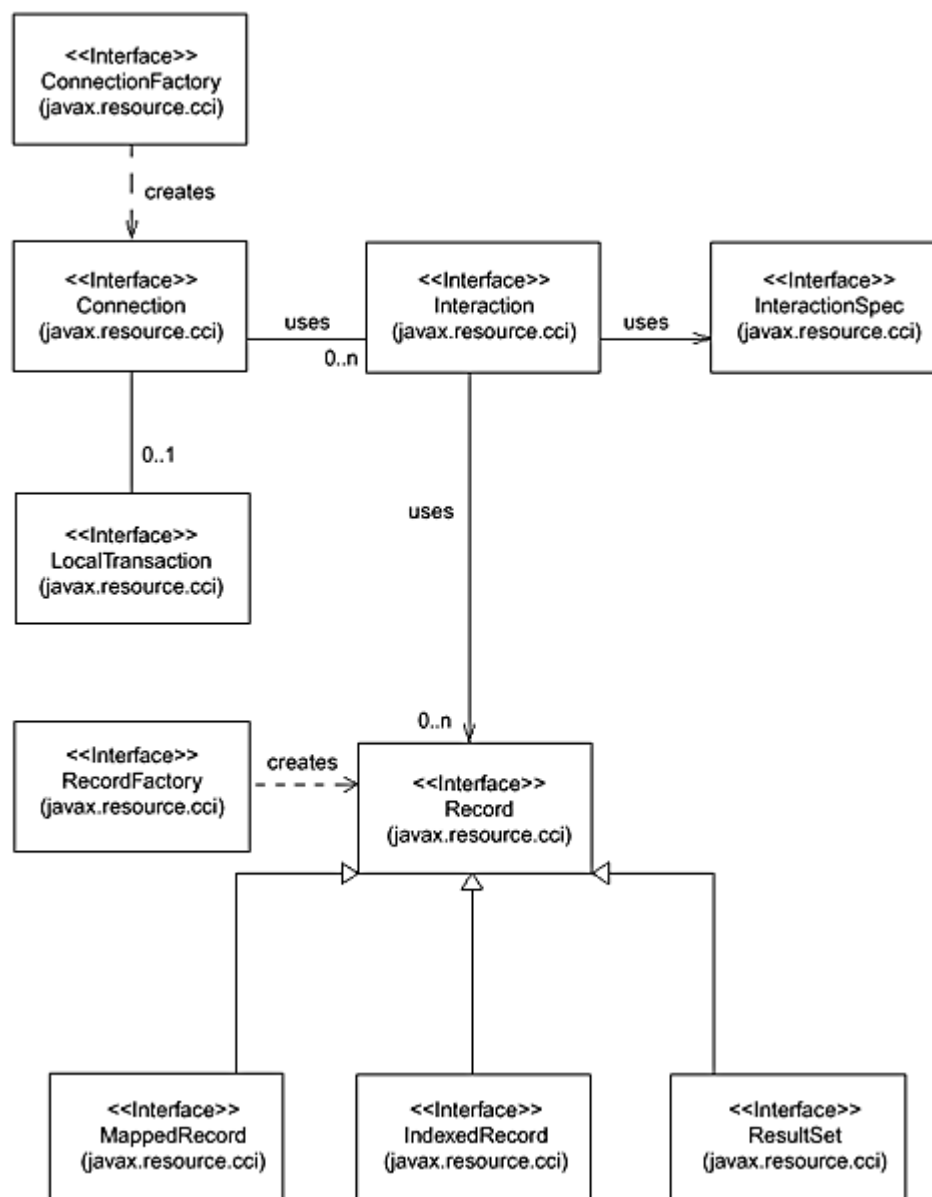 <<Interface>>
ConnectionFactory
(javax.resource.cci)
creates
<<Interface>>
Connection
(javax.resource.cci)
uses
0..n
<<Interface>>
Interaction
(javax.resource.cci)
uses
<<Interface>>
InteractionSpec
(javax.resource.cci)
0..1
<<Interface>>
LocalTransaction
(javax.resource.cci)
uses
0..n
<<Interface>>
RecordFactory
(javax.resource.cci)
creates
<<Interface>>
Record
(javax.resource.cci)
<<Interface>>
MappedRecord
(javax.resource.cci)
<<Interface>>
IndexedRecord
(javax.resource.cci)
<<Interface>>
ResultSet
(javax.resource.cci)